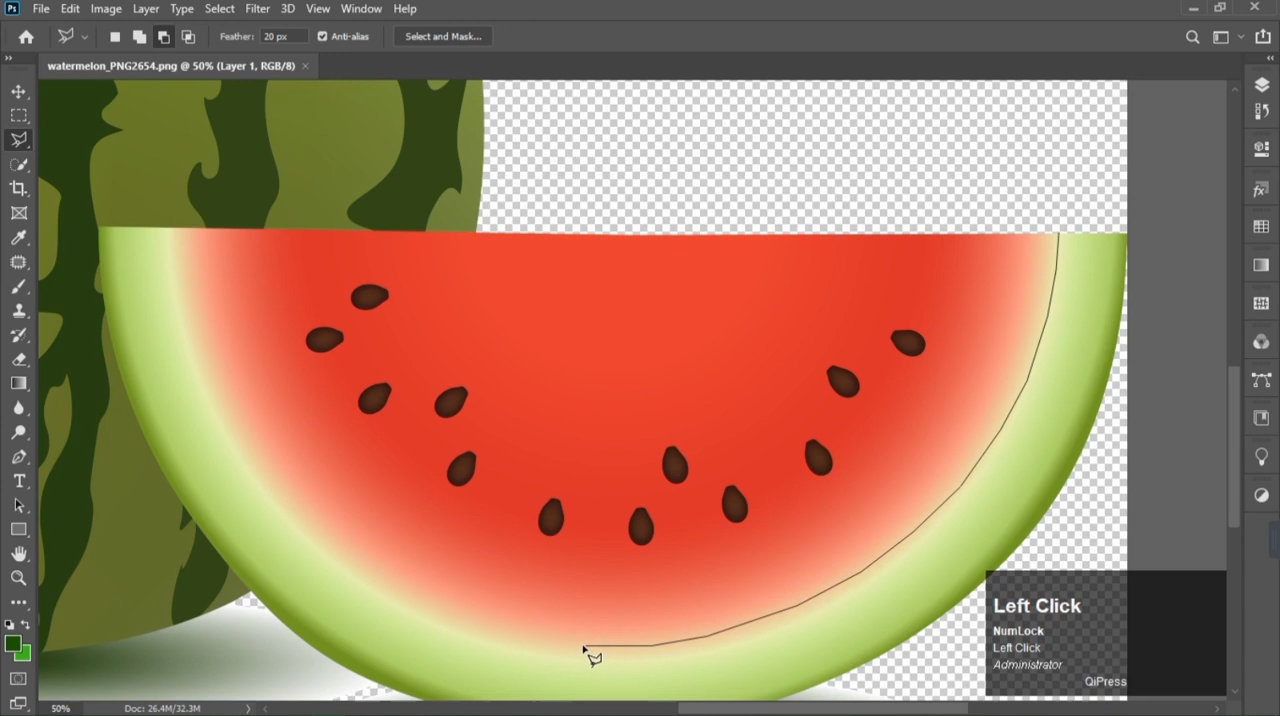 Ps File Edit Image Layer Type Select Filter 3D View Window Help
Feather: 20 px Anti-alias Select and Mask...
watermelon_PNG2654.png @ 50% (Layer 1, RGB/8) ×
Left Click
NumLock
Left Click
Administrator
QiPress
50% Doc: 26.4M/32.3M